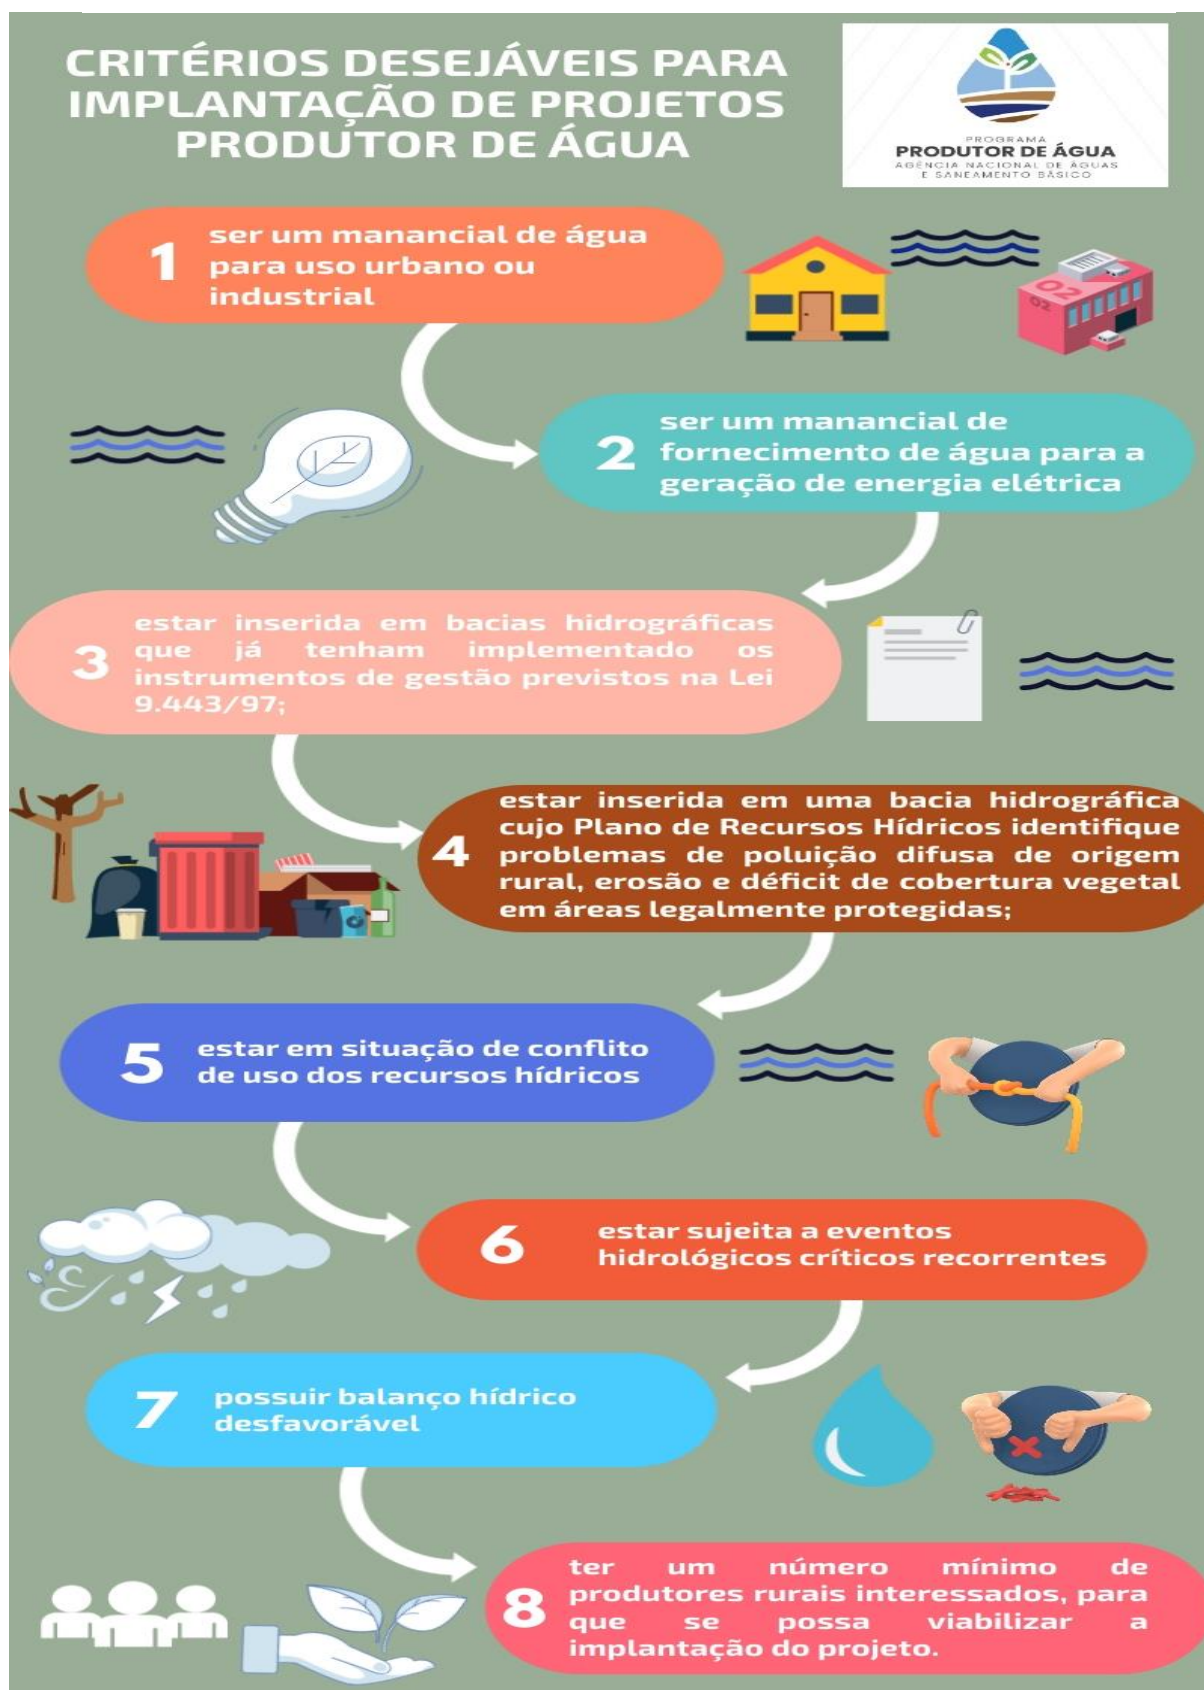 CRITÉRIOS DESEJÁVEIS PARA
IMPLANTAÇÃO DE PROJETOS
PRODUTOR DE ÁGUA
PROGRAMA
PRODUTOR DE ÁGUA
AGÊNCIA NACIONAL DE ÁGUAS
E SANEAMENTO BÁSICO
1
ser um manancial de água
para uso urbano ou
industrial
02
02
2
ser um manancial de
fornecimento de água para a
geração de energia elétrica
3
estar inserida em bacias hidrográficas
que já tenham implementado os
instrumentos de gestão previstos na Lei
9.443/97;
4
estar inserida em uma bacia hidrográfica
cujo Plano de Recursos Hídricos identifique
problemas de poluição difusa de origem
rural, erosão e déficit de cobertura vegetal
em áreas legalmente protegidas;
5
estar em situação de conflito
de uso dos recursos hídricos
6
estar sujeita a eventos
hidrológicos críticos recorrentes
7
possuir balanço hídrico
desfavorável
8
ter um número mínimo de
produtores rurais interessados, para
que se possa viabilizar a
implantação do projeto.